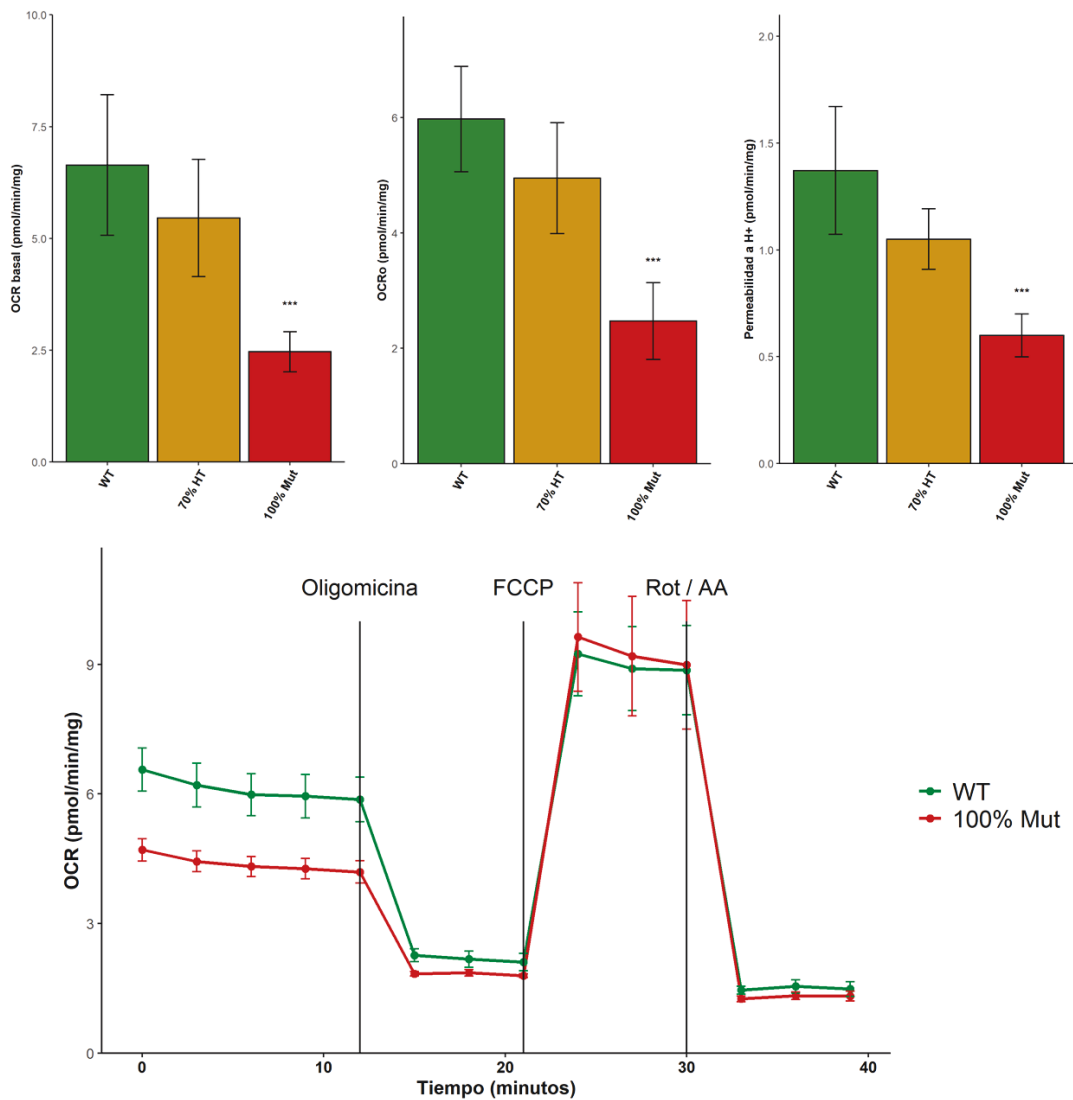 OCR basal (pmol/min/mg)
10.0
7.5
5.0
2.5
0.0
***
WT
70% HT
100% Mut
OCRo (pmol/min/mg)
6
4
2
0
***
WT
70% HT
100% Mut
Permeabilidad a H+ (pmol/min/mg)
2.0
1.5
1.0
0.5
0.0
***
WT
70% HT
100% Mut
Oligomicina
FCCP
Rot / AA
OCR (pmol/min/mg)
9
6
3
0
0
10
20
30
40
Tiempo (minutos)
WT
100% Mut